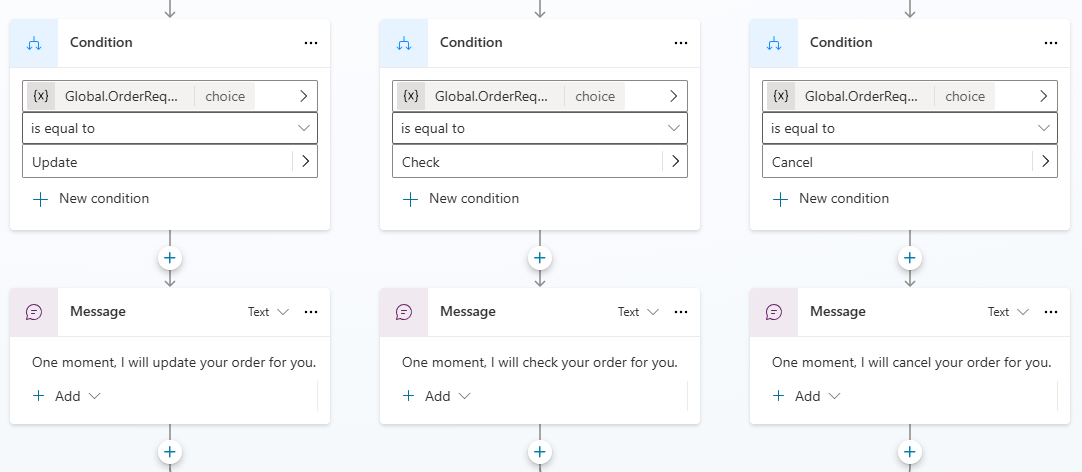 Condition ...
{x} Global.OrderReq... choice
is equal to
Update
+ New condition
Message Text ...
One moment, I will update your order for you.
+ Add
Condition ...
{x} Global.OrderReq... choice
is equal to
Check
+ New condition
Message Text ...
One moment, I will check your order for you.
+ Add
Condition ...
{x} Global.OrderReq... choice
is equal to
Cancel
+ New condition
Message Text ...
One moment, I will cancel your order for you.
+ Add